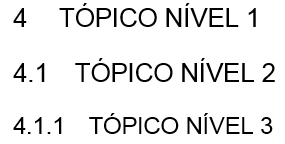 4 TÓPICO NÍVEL 1
4.1 TÓPICO NÍVEL 2
4.1.1 TÓPICO NÍVEL 3